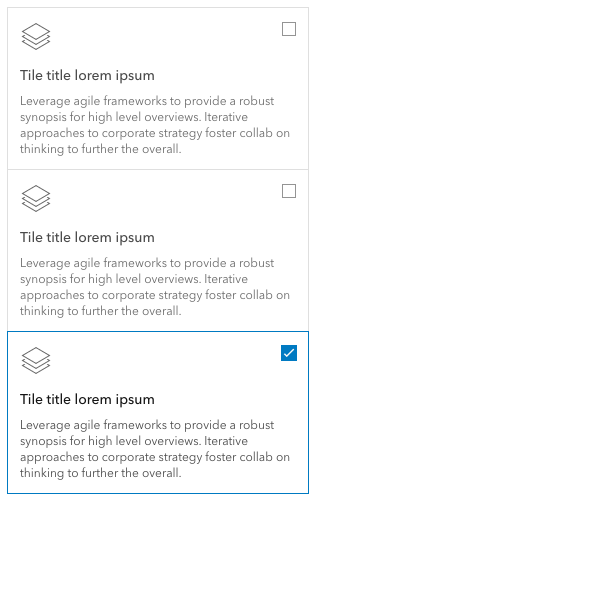 Tile title lorem ipsum
Leverage agile frameworks to provide a robust
synopsis for high level overviews. Iterative
approaches to corporate strategy foster collab on
thinking to further the overall.
Tile title lorem ipsum
Leverage agile frameworks to provide a robust
synopsis for high level overviews. Iterative
approaches to corporate strategy foster collab on
thinking to further the overall.
Tile title lorem ipsum
Leverage agile frameworks to provide a robust
synopsis for high level overviews. Iterative
approaches to corporate strategy foster collab on
thinking to further the overall.